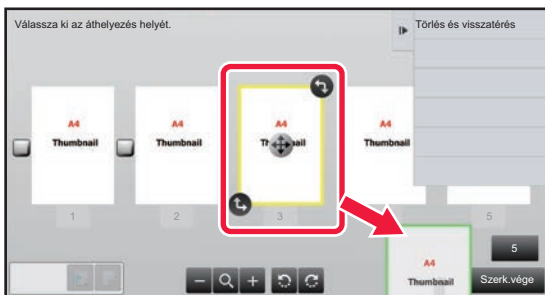 Válassza ki az áthelyezés helyét.
Törlés és visszatérés
A4
Thumbnail
A4
Thumbnail
A4
Thumbnail
A4
Thumbnail
1
2
3
5
5
A4
Thumbnail
Szerk.vége